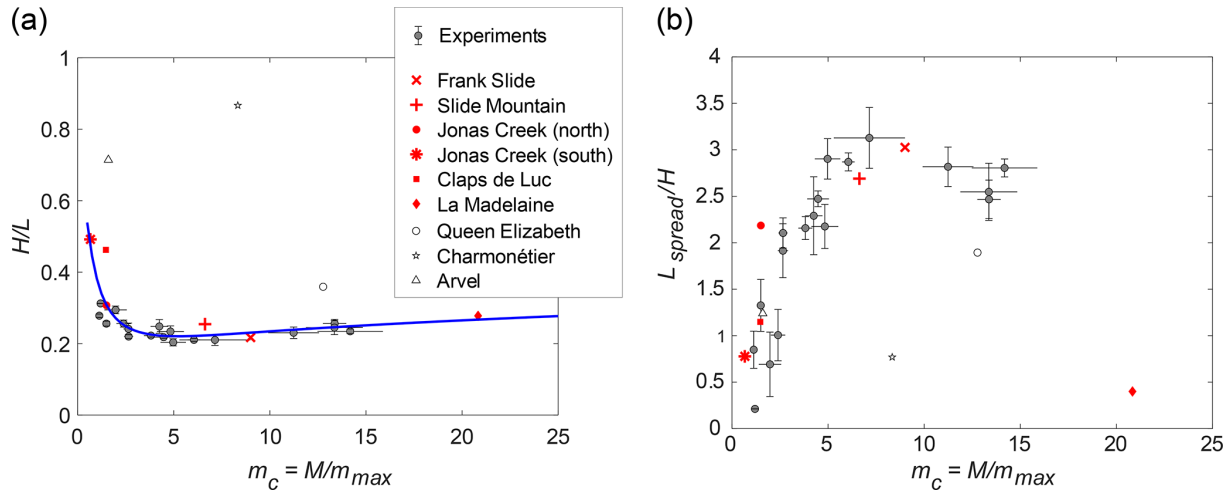 (a)
1
0.8
0.6
0.4
0.2
0
H/L
0
5
10
15
20
25
m_c = M/m_max
Experiments
Frank Slide
Slide Mountain
Jonas Creek (north)
Jonas Creek (south)
Claps de Luc
La Madelaine
Queen Elizabeth
Charmonétier
Arvel
(b)
4
3.5
3
2.5
2
1.5
1
0.5
0
L_spread/H
0
5
10
15
20
25
m_c = M/m_max